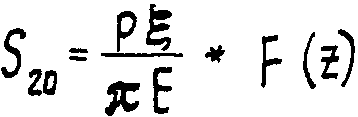 S₂₀ = Pξ / πE * F(z)